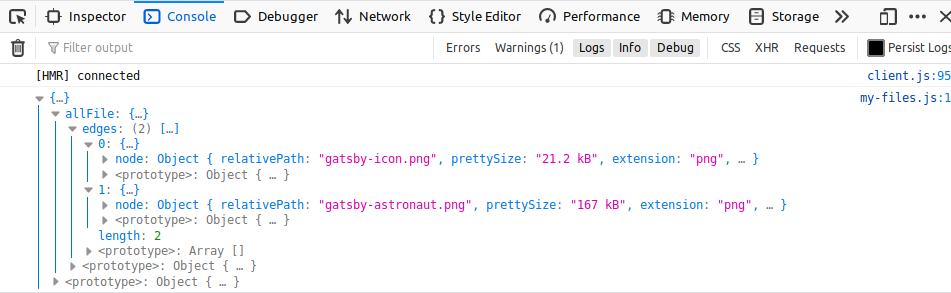 Inspector Console Debugger Network Style Editor Performance Memory Storage
Filter output Errors Warnings (1) Logs Info Debug CSS XHR Requests Persist Logs
[HMR] connected client.js:95
{…} my-files.js:1
allFile: {…}
edges: (2) […]
0: {…}
node: Object { relativePath: "gatsby-icon.png", prettySize: "21.2 kB", extension: "png", … }
<prototype>: Object { … }
1: {…}
node: Object { relativePath: "gatsby-astronaut.png", prettySize: "167 kB", extension: "png", … }
<prototype>: Object { … }
length: 2
<prototype>: Array []
<prototype>: Object { … }
<prototype>: Object { … }